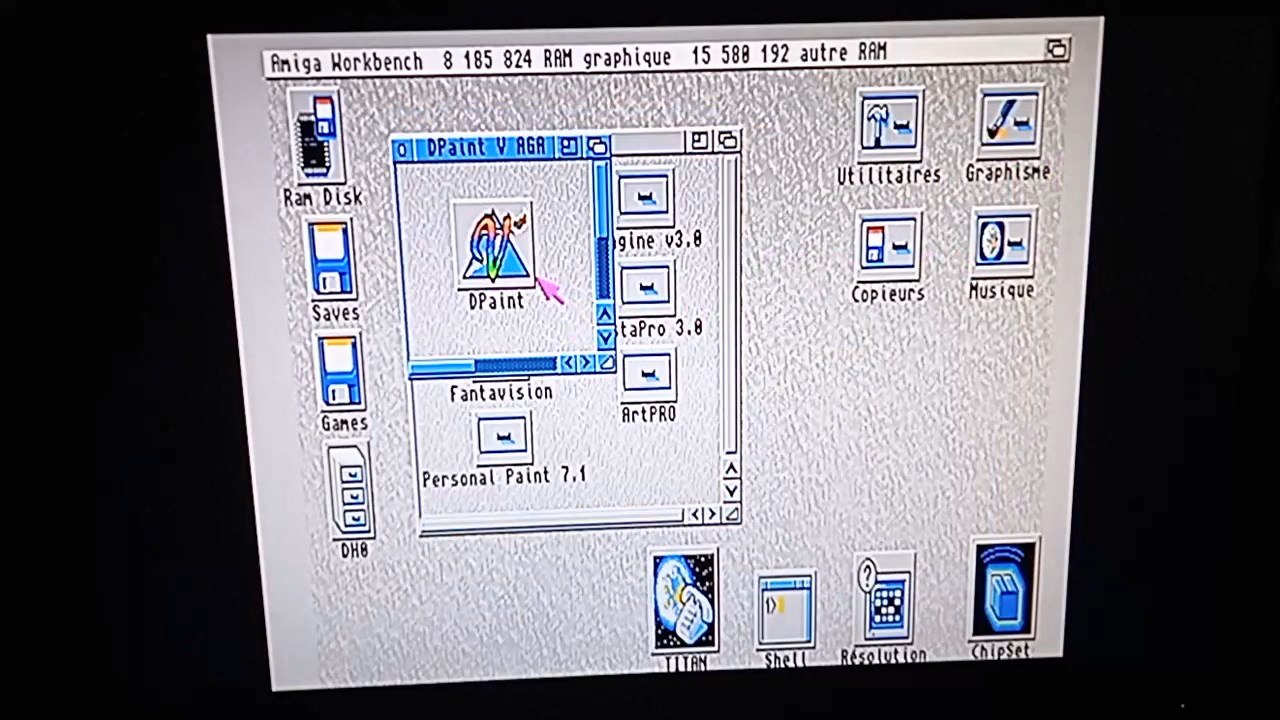 Amiga Workbench 8 185 824 RAM graphique 15 580 192 autre RAM
Ram Disk
Saves
Games
DH0
DPaint V AGA
DPaint
gine v3.0
taPro 3.0
Fantavision
ArtPRO
Personal Paint 7.1
Utilitaires
Graphisme
Copieurs
Musique
TITAN
Shell
Résolution
ChipSet